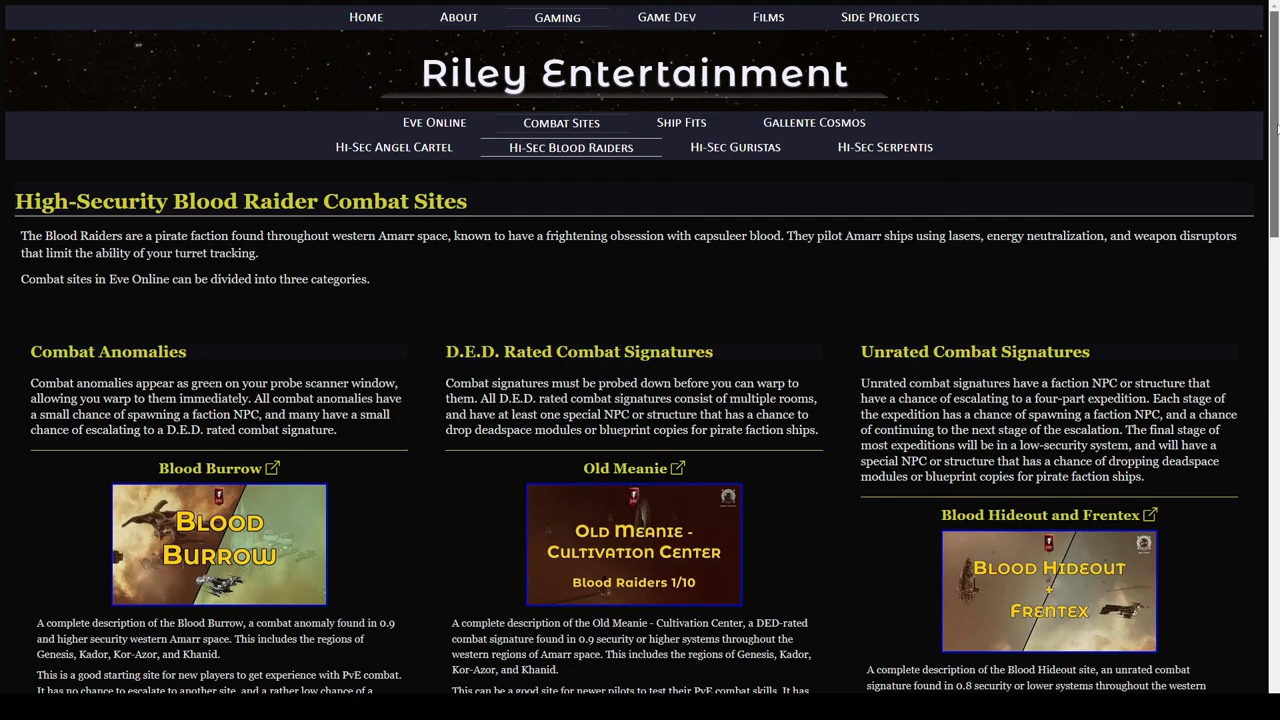 Home About Gaming Game Dev Films Side Projects
Riley Entertainment
Eve Online Combat Sites Ship Fits Gallente Cosmos
Hi-Sec Angel Cartel Hi-Sec Blood Raiders Hi-Sec Guristas Hi-Sec Serpentis
High-Security Blood Raider Combat Sites
The Blood Raiders are a pirate faction found throughout western Amarr space, known to have a frightening obsession with capsuleer blood. They pilot Amarr ships using lasers, energy neutralization, and weapon disruptors
that limit the ability of your turret tracking.
Combat sites in Eve Online can be divided into three categories.
Combat Anomalies
Combat anomalies appear as green on your probe scanner window,
allowing you warp to them immediately. All combat anomalies have
a small chance of spawning a faction NPC, and many have a small
chance of escalating to a D.E.D. rated combat signature.
Blood Burrow
Blood
Burrow
A complete description of the Blood Burrow, a combat anomaly found in 0.9
and higher security western Amarr space. This includes the regions of
Genesis, Kador, Kor-Azor, and Khanid.
This is a good starting site for new players to get experience with PvE combat.
It has no chance to escalate to another site, and a rather low chance of a
D.E.D. Rated Combat Signatures
Combat signatures must be probed down before you can warp to
them. All D.E.D. rated combat signatures consist of multiple rooms,
and have at least one special NPC or structure that has a chance to
drop deadspace modules or blueprint copies for pirate faction ships.
Old Meanie
Old Meanie -
Cultivation Center
Blood Raiders 1/10
A complete description of the Old Meanie - Cultivation Center, a DED-rated
combat signature found in 0.9 security or higher systems throughout the
western regions of Amarr space. This includes the regions of Genesis, Kador,
Kor-Azor, and Khanid.
This can be a good site for newer pilots to test their PvE combat skills. It has
Unrated Combat Signatures
Unrated combat signatures have a faction NPC or structure that
have a chance of escalating to a four-part expedition. Each stage of
the expedition has a chance of spawning a faction NPC, and a chance
of continuing to the next stage of the escalation. The final stage of
most expeditions will be in a low-security system, and will have a
special NPC or structure that has a chance of dropping deadspace
modules or blueprint copies for pirate faction ships.
Blood Hideout and Frentex
Blood Hideout
+
Frentex
A complete description of the Blood Hideout site, an unrated combat
signature found in 0.8 security or lower systems throughout the western